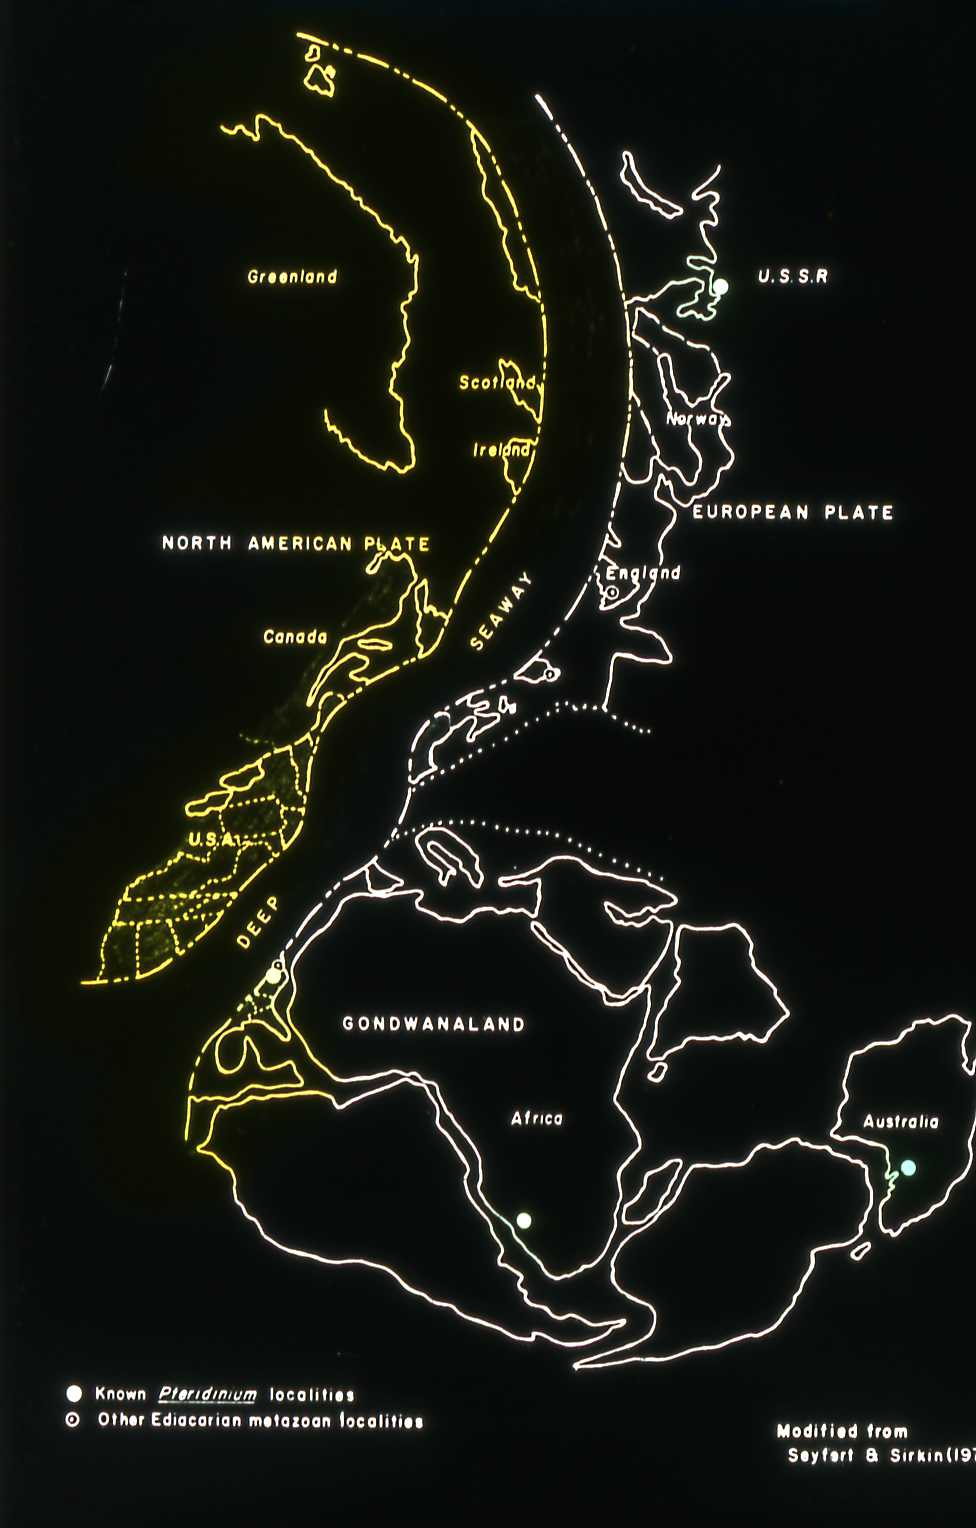 Greenland
U.S.S.R
Scotland
Norway
Ireland
EUROPEAN PLATE
NORTH AMERICAN PLATE
England
SEAWAY
Canada
U.S.A.
DEEP
GONDWANALAND
Africa
Australia
Known Pteridinium localities
Other Ediacarian metazoan localities
Modified from
Seyfert & Sirkin (197